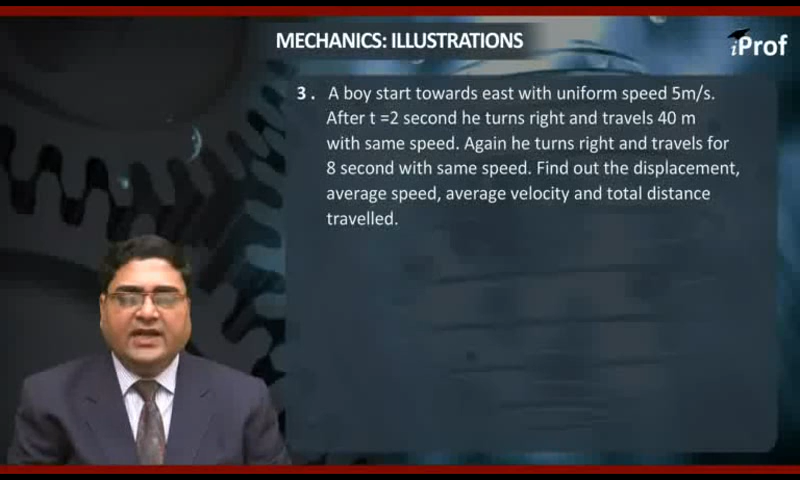 MECHANICS: ILLUSTRATIONS
iProf
3 . A boy start towards east with uniform speed 5m/s.
After t =2 second he turns right and travels 40 m
with same speed. Again he turns right and travels for
8 second with same speed. Find out the displacement,
average speed, average velocity and total distance
travelled.